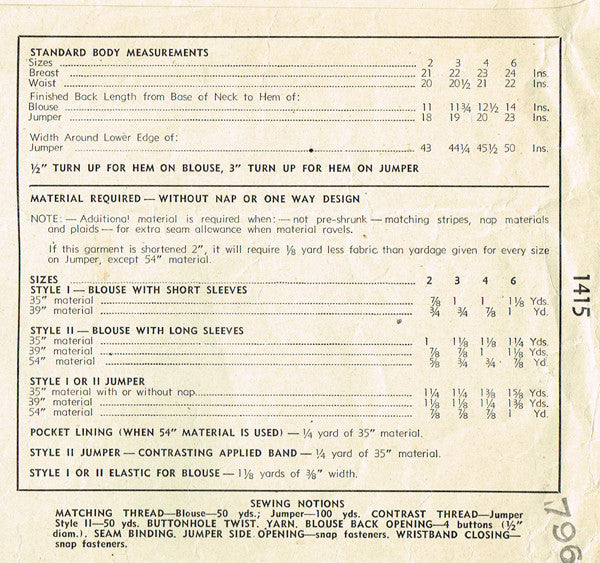 STANDARD BODY MEASUREMENTS
Sizes 2 3 4 6
Breast 21 22 23 24 Ins.
Waist 20 20½ 21 22 Ins.
Finished Back Length from Base of Neck to Hem of:
Blouse 11 11¾ 12½ 14 Ins.
Jumper 18 19 20 23 Ins.
Width Around Lower Edge of:
Jumper 43 44¼ 45½ 50 Ins.
½" TURN UP FOR HEM ON BLOUSE, 3" TURN UP FOR HEM ON JUMPER
MATERIAL REQUIRED — WITHOUT NAP OR ONE WAY DESIGN
NOTE: — Additional material is required when: — not pre-shrunk — matching stripes, nap materials
and plaids — for extra seam allowance when material ravels.
If this garment is shortened 2", it will require ⅛ yard less fabric than yardage given for every size
on Jumper, except 54" material.
SIZES 2 3 4 6
STYLE I — BLOUSE WITH SHORT SLEEVES
35" material ⅞ 1 1 1⅛ Yds.
39" material ¾ ¾ ⅞ 1 Yd.
STYLE II — BLOUSE WITH LONG SLEEVES
35" material 1 1⅛ 1⅛ 1¼ Yds.
39" material ⅞ ⅞ 1 1⅛ Yds.
54" material ⅝ ¾ ¾ ⅞ Yd.
STYLE I OR II JUMPER
35" material with or without nap 1¼ 1¼ 1⅜ 1⅝ Yds.
39" material 1⅛ 1⅛ 1¼ 1⅜ Yds.
54" material ⅞ ⅞ ⅞ 1 Yd.
POCKET LINING (WHEN 54" MATERIAL IS USED) — ¼ yard of 35" material.
STYLE II JUMPER — CONTRASTING APPLIED BAND — ¼ yard of 35" material.
STYLE I OR II ELASTIC FOR BLOUSE — 1⅛ yards of ⅜" width.
SEWING NOTIONS
MATCHING THREAD—Blouse—50 yds.; Jumper—100 yds. CONTRAST THREAD—Jumper
Style II—50 yds. BUTTONHOLE TWIST. YARN. BLOUSE BACK OPENING—4 buttons (½"
diam.). SEAM BINDING. JUMPER SIDE OPENING—snap fasteners. WRISTBAND CLOSING—
snap fasteners.
1415
796